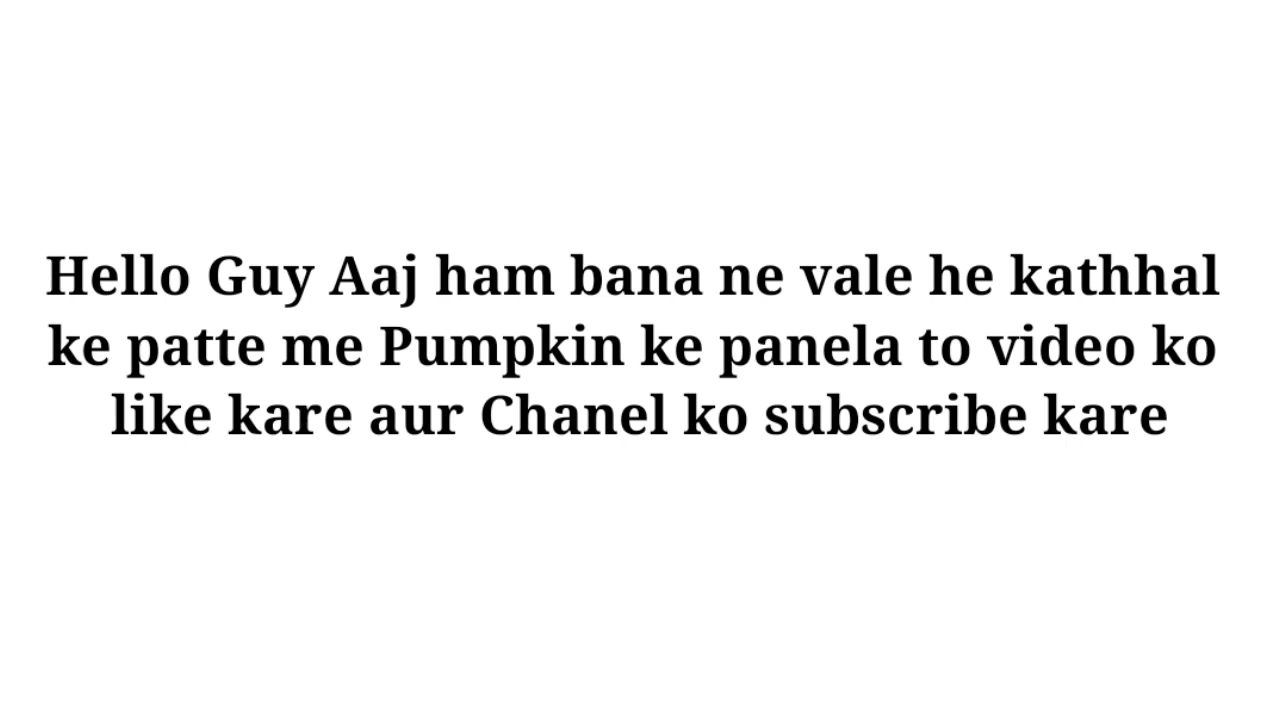 Hello Guy Aaj ham bana ne vale he kathhal
ke patte me Pumpkin ke panela to video ko
like kare aur Chanel ko subscribe kare